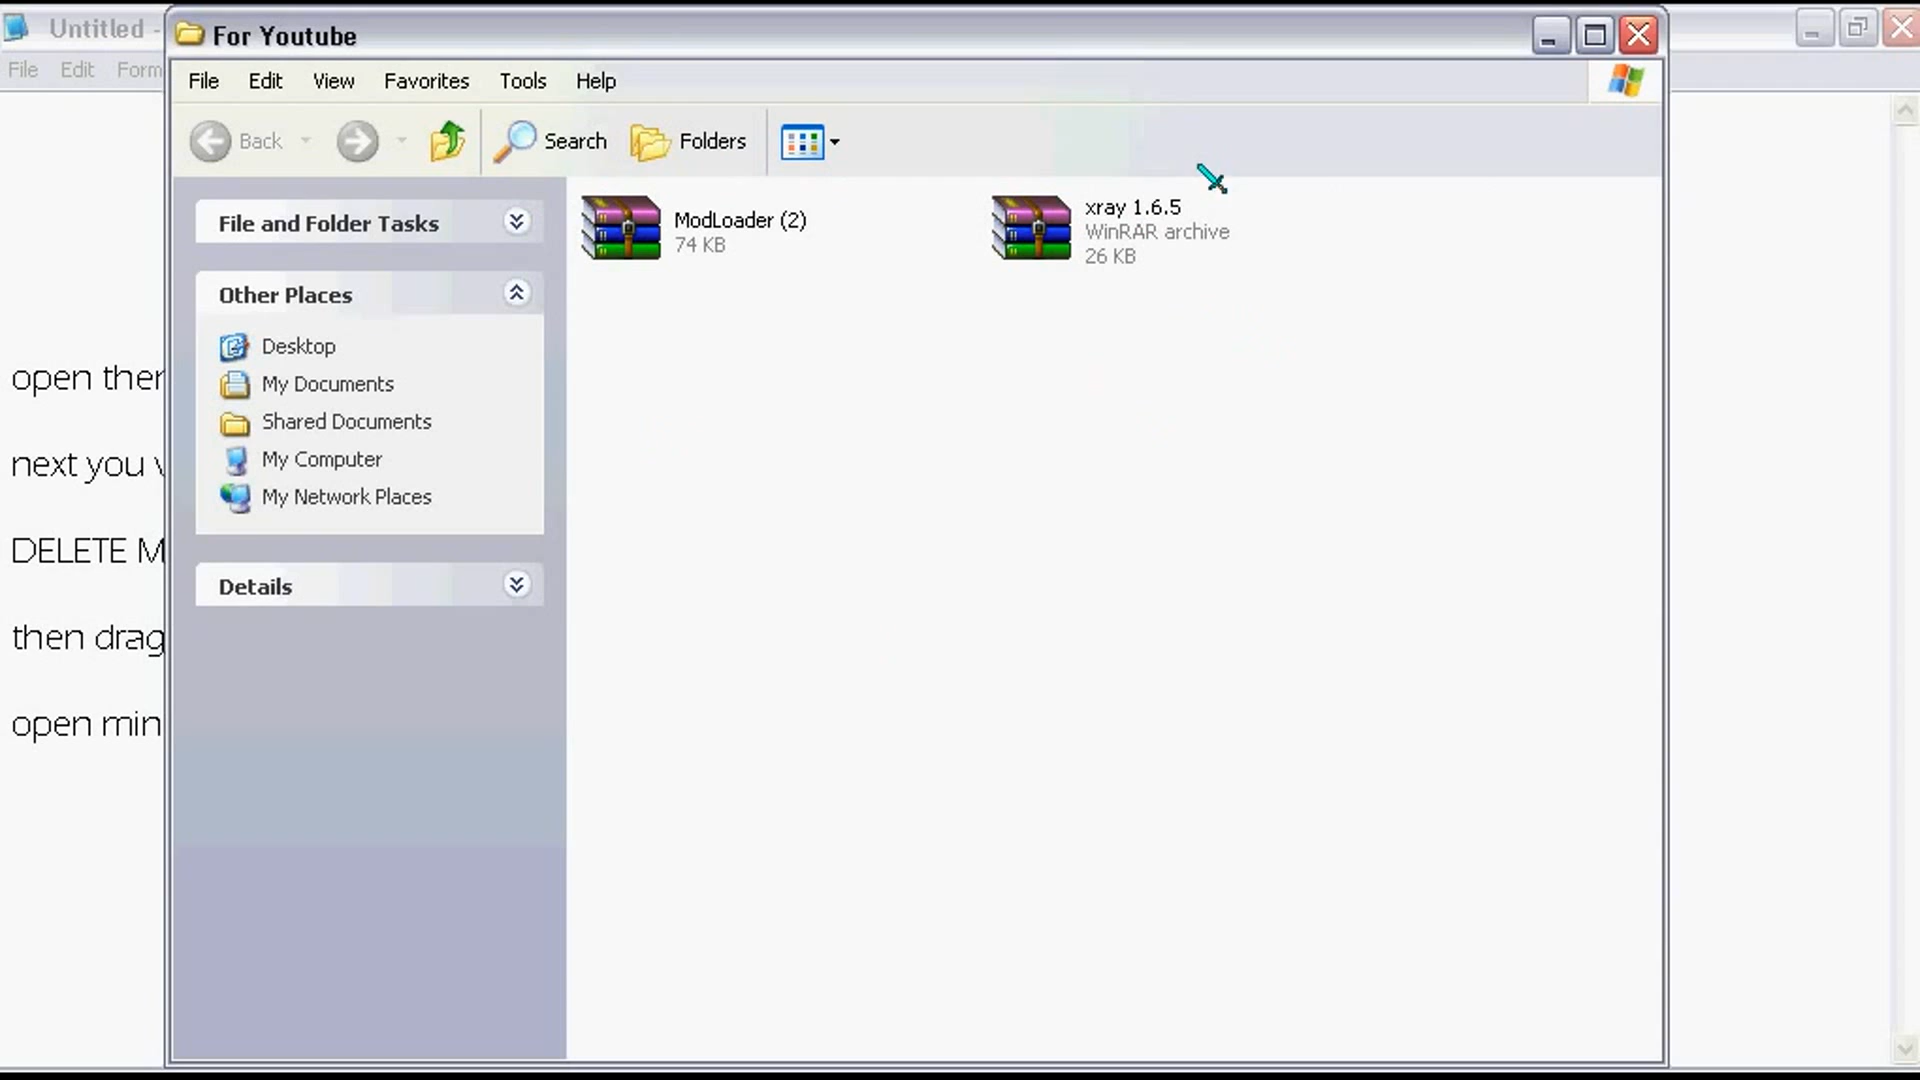 Untitled -
File Edit Form
For Youtube
File Edit View Favorites Tools Help
Back Search Folders
File and Folder Tasks
Other Places
Desktop
My Documents
Shared Documents
My Computer
My Network Places
Details
ModLoader (2)
74 KB
xray 1.6.5
WinRAR archive
26 KB
open
next you
DELETE M
then drag
open min